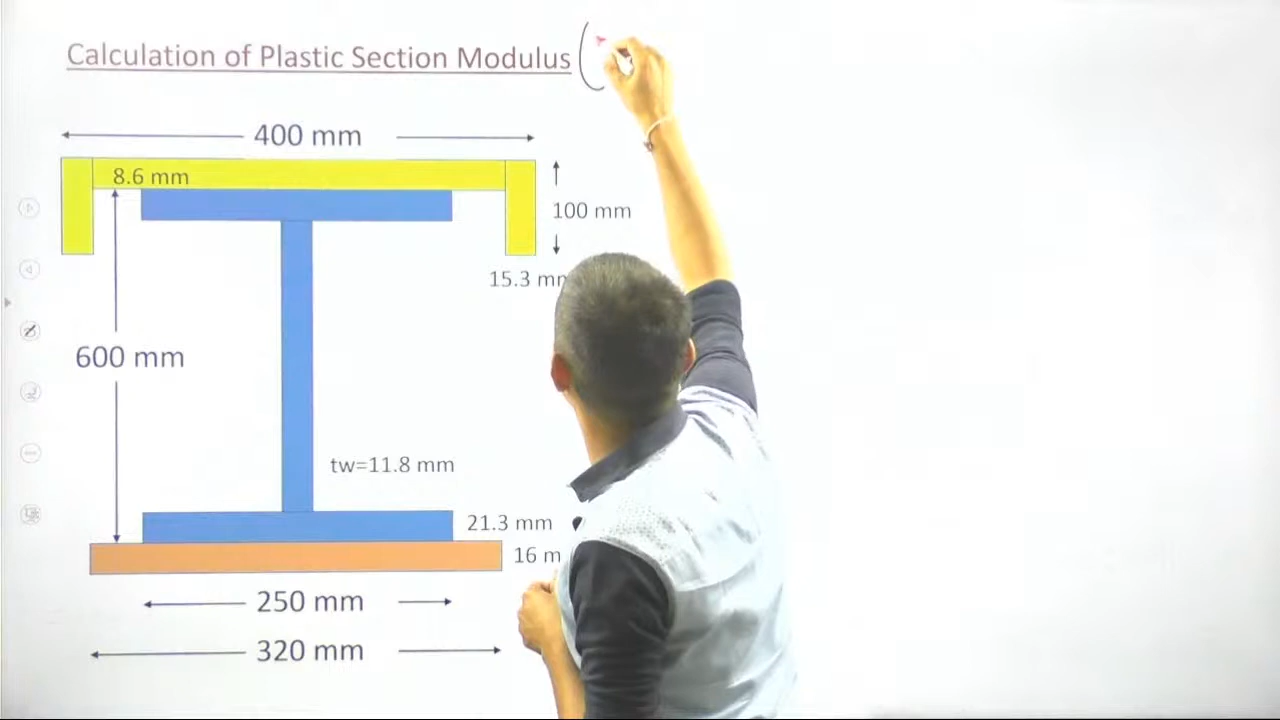 Calculation of Plastic Section Modulus (
400 mm
8.6 mm
100 mm
15.3
600 mm
tw=11.8 mm
21.3 mm
16
250 mm
320 mm